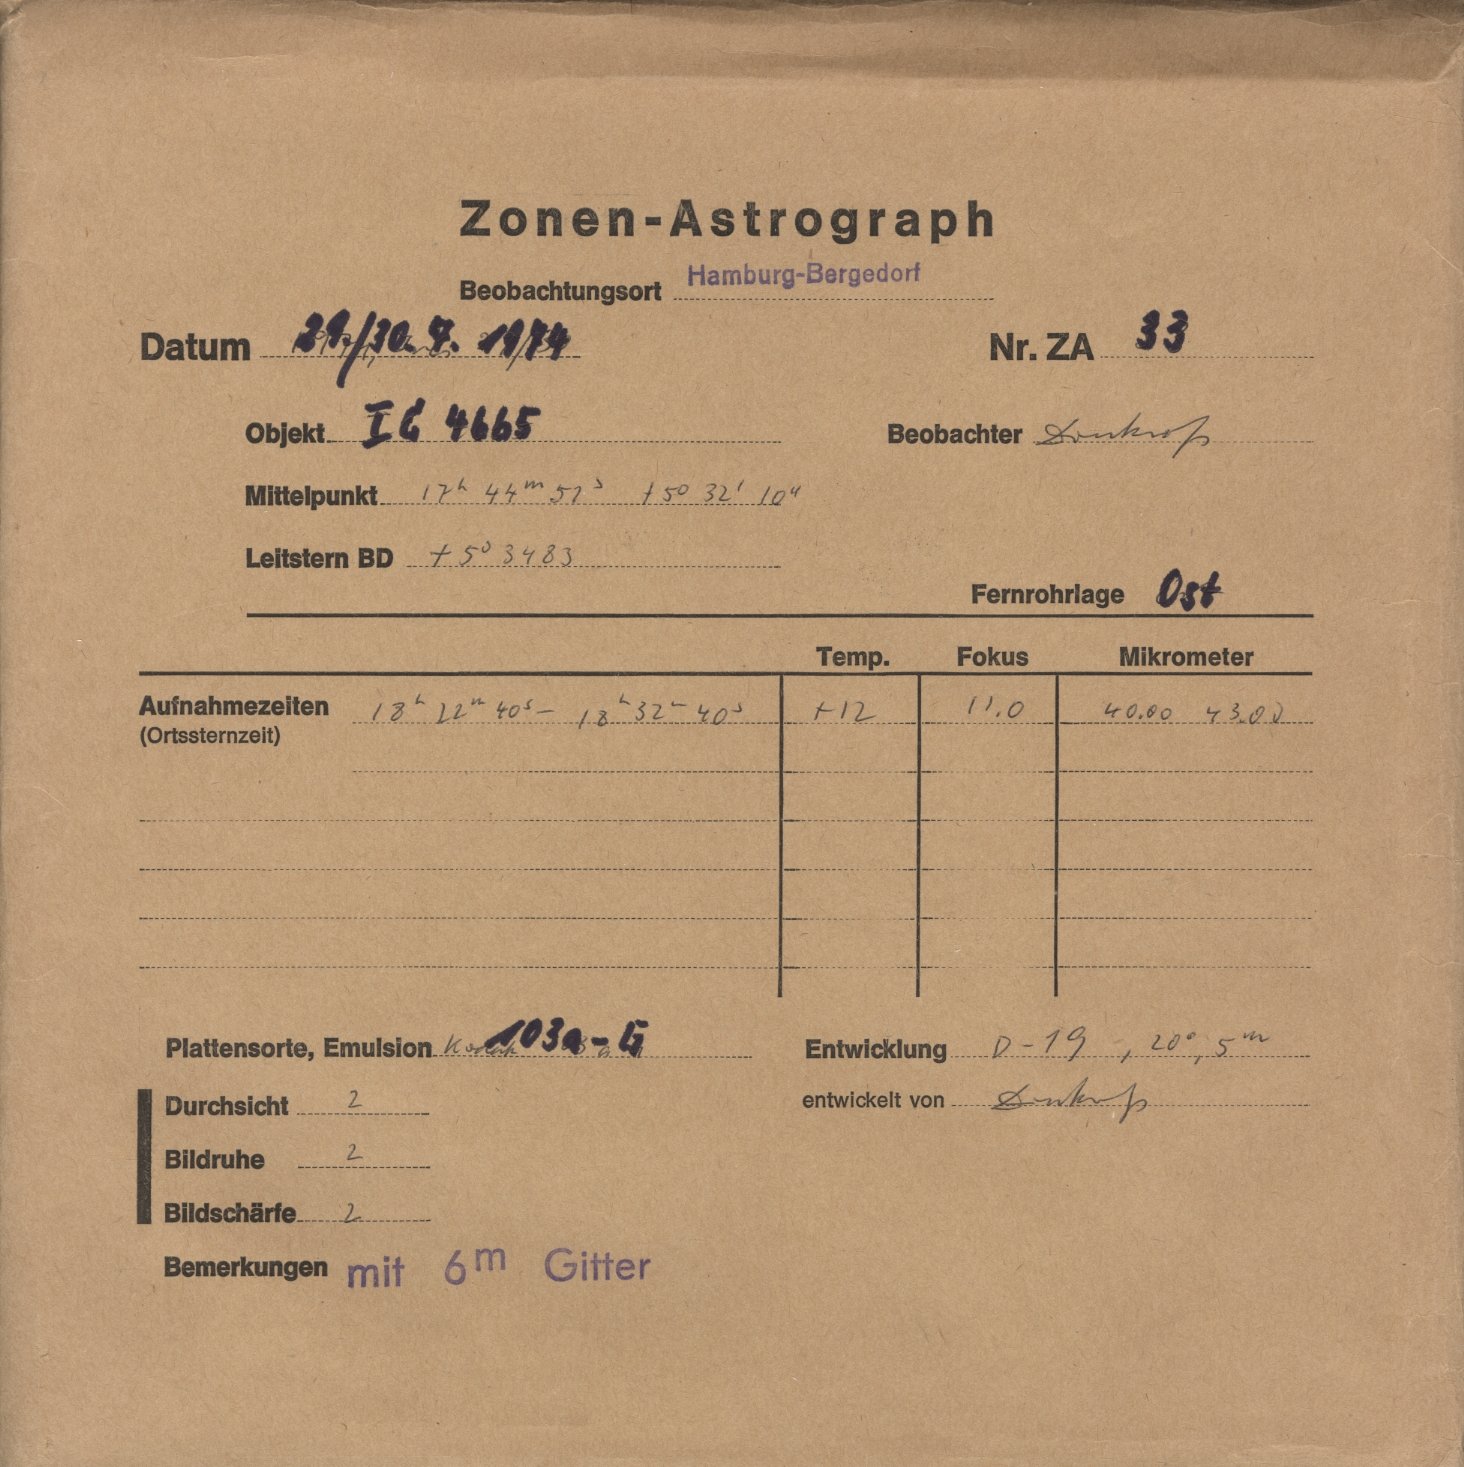 Zonen-Astrograph
Beobachtungsort Hamburg-Bergedorf
Datum 29/30. 7. 1974 Nr. ZA 33
Objekt IC 4665 Beobachter
Mittelpunkt 17h 44m 51s +5° 32' 10"
Leitstern BD +5° 3483
Fernrohrlage Ost
Temp. Fokus Mikrometer
Aufnahmezeiten 18h 22m 40s – 18h 32m 40s +12 11.0 40.00 43.00
(Ortssternzeit)
Plattensorte, Emulsion Kodak 103a-G Entwicklung D-19, 20°, 5m
Durchsicht 2 entwickelt von
Bildruhe 2
Bildschärfe 2
Bemerkungen mit 6m Gitter